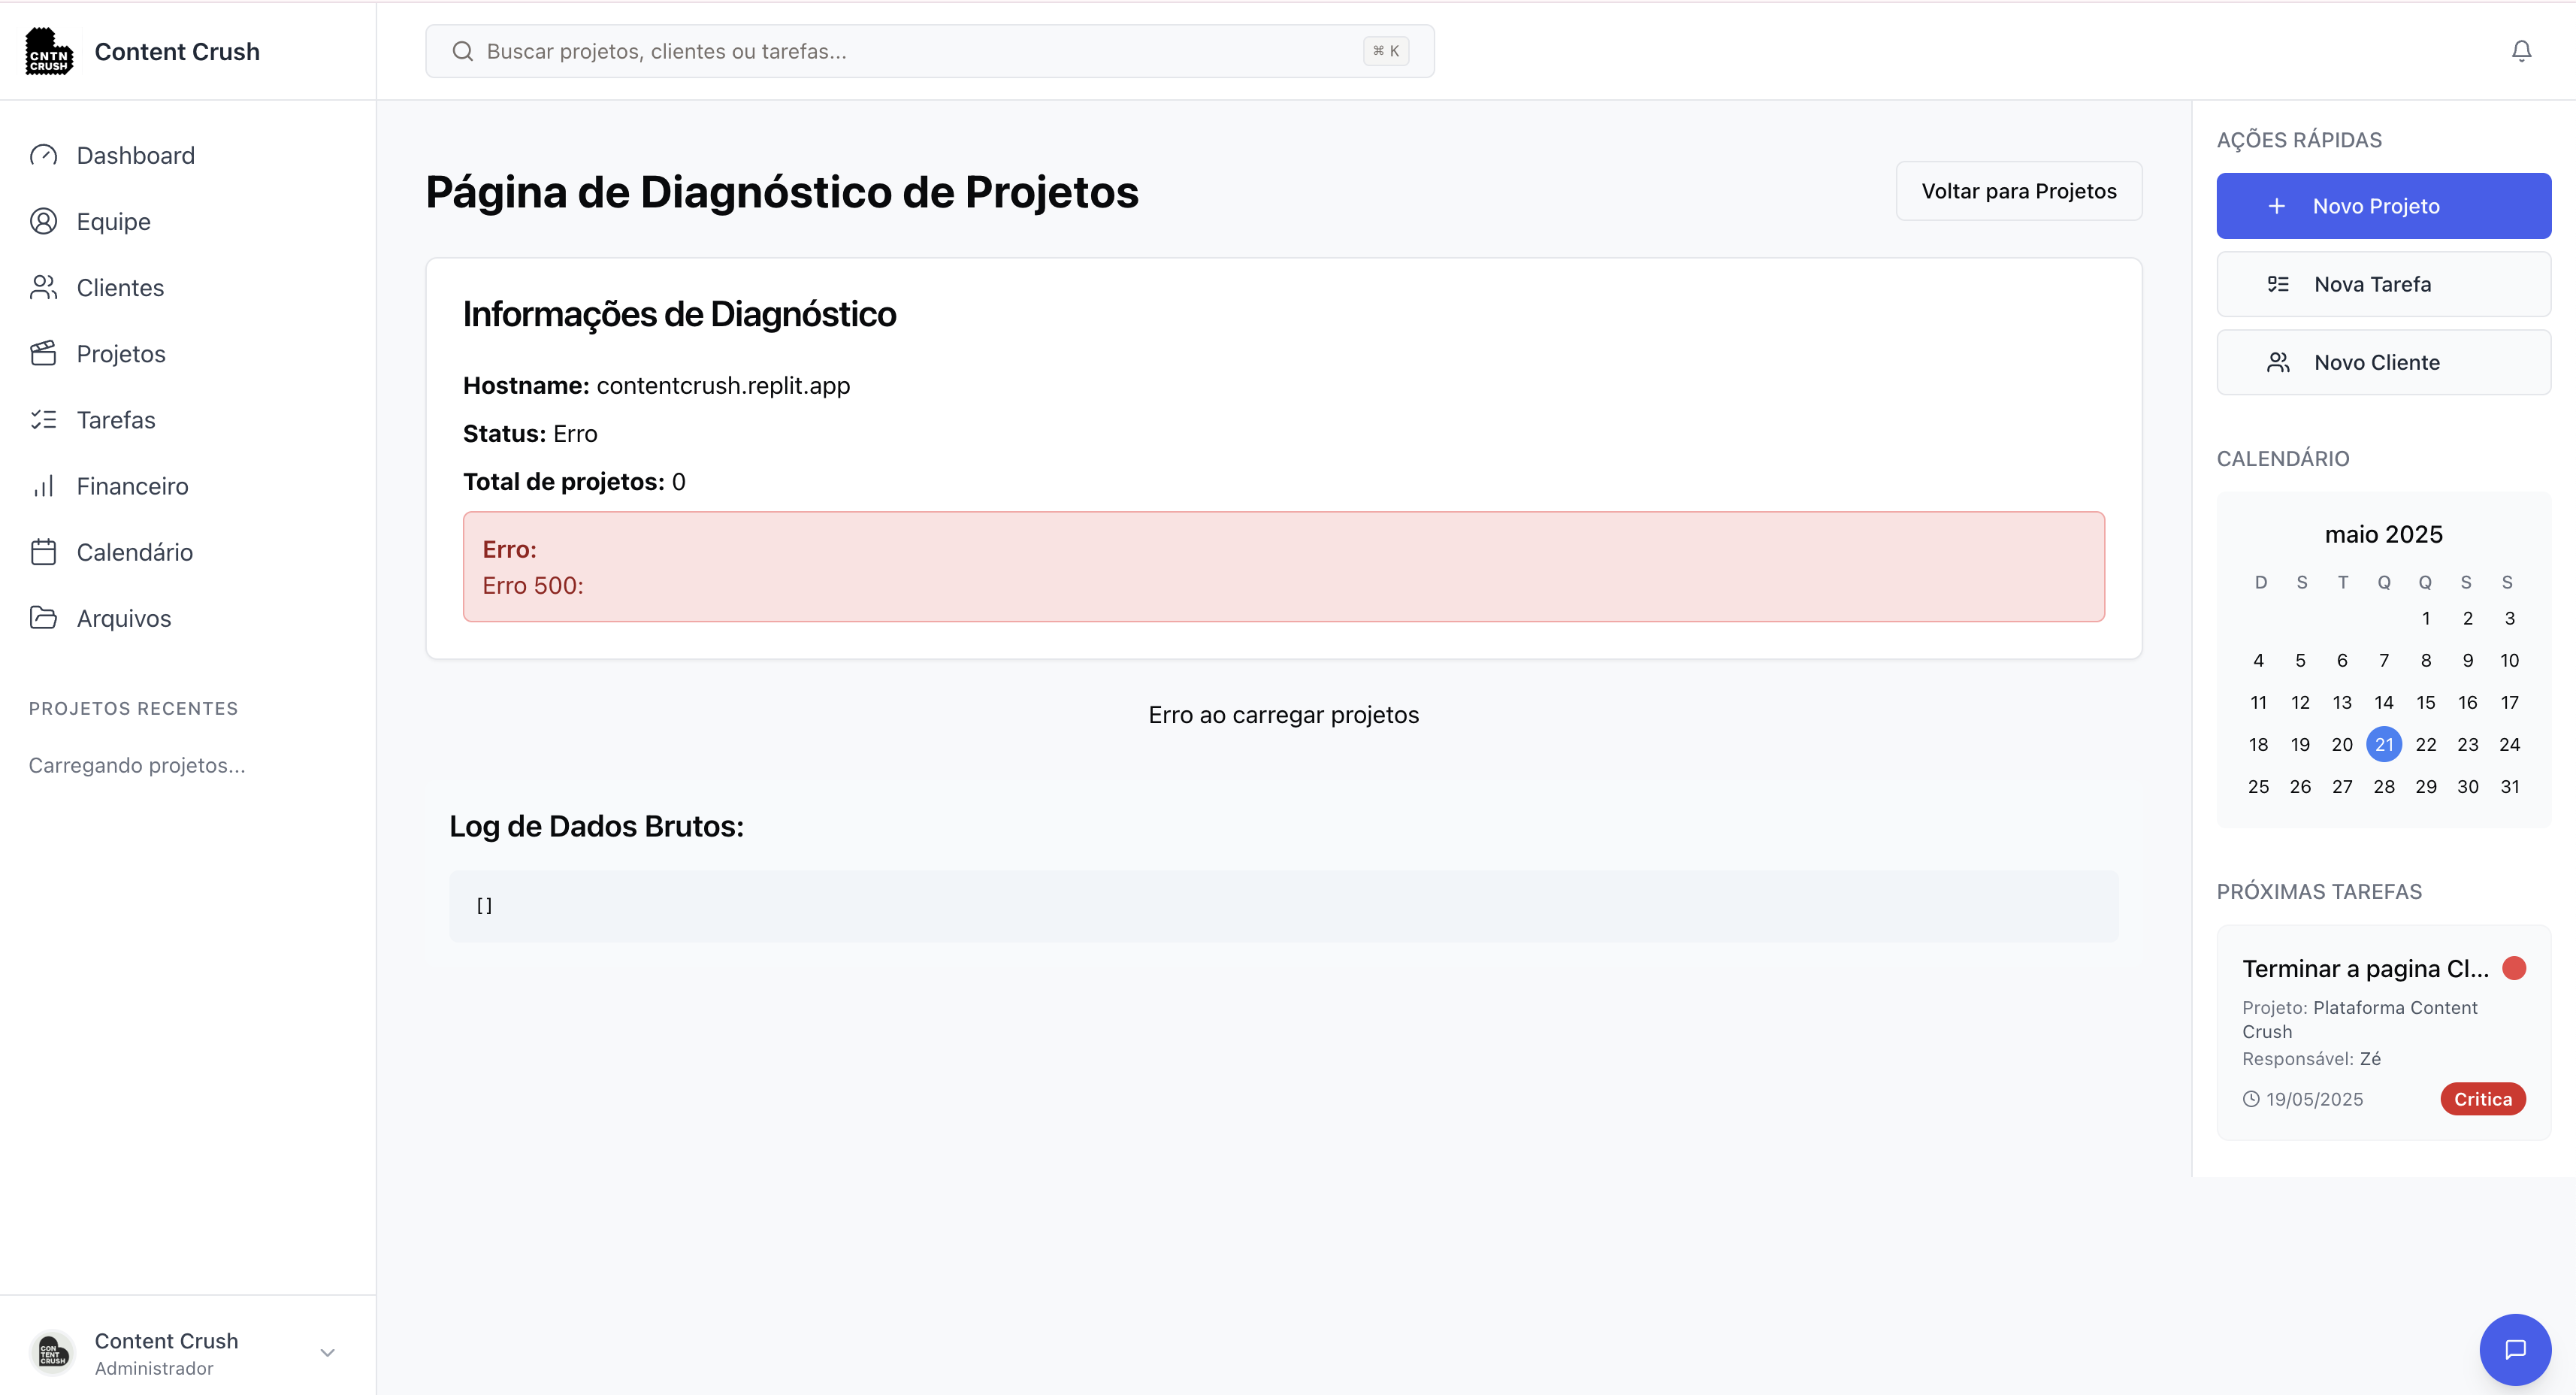 CNTN
CRUSH
Content Crush
Buscar projetos, clientes ou tarefas...
⌘ K
Dashboard
Equipe
Clientes
Projetos
Tarefas
Financeiro
Calendário
Arquivos
PROJETOS RECENTES
Carregando projetos...
Página de Diagnóstico de Projetos
Voltar para Projetos
Informações de Diagnóstico
Hostname: contentcrush.replit.app
Status: Erro
Total de projetos: 0
Erro:
Erro 500:
Erro ao carregar projetos
Log de Dados Brutos:
[]
AÇÕES RÁPIDAS
Novo Projeto
Nova Tarefa
Novo Cliente
CALENDÁRIO
maio 2025
D S T Q Q S S
1 2 3
4 5 6 7 8 9 10
11 12 13 14 15 16 17
18 19 20 21 22 23 24
25 26 27 28 29 30 31
PRÓXIMAS TAREFAS
Terminar a pagina Cl...
Projeto: Plataforma Content
Crush
Responsável: Zé
19/05/2025
Critica
CON
TENT
CRUSH
Content Crush
Administrador